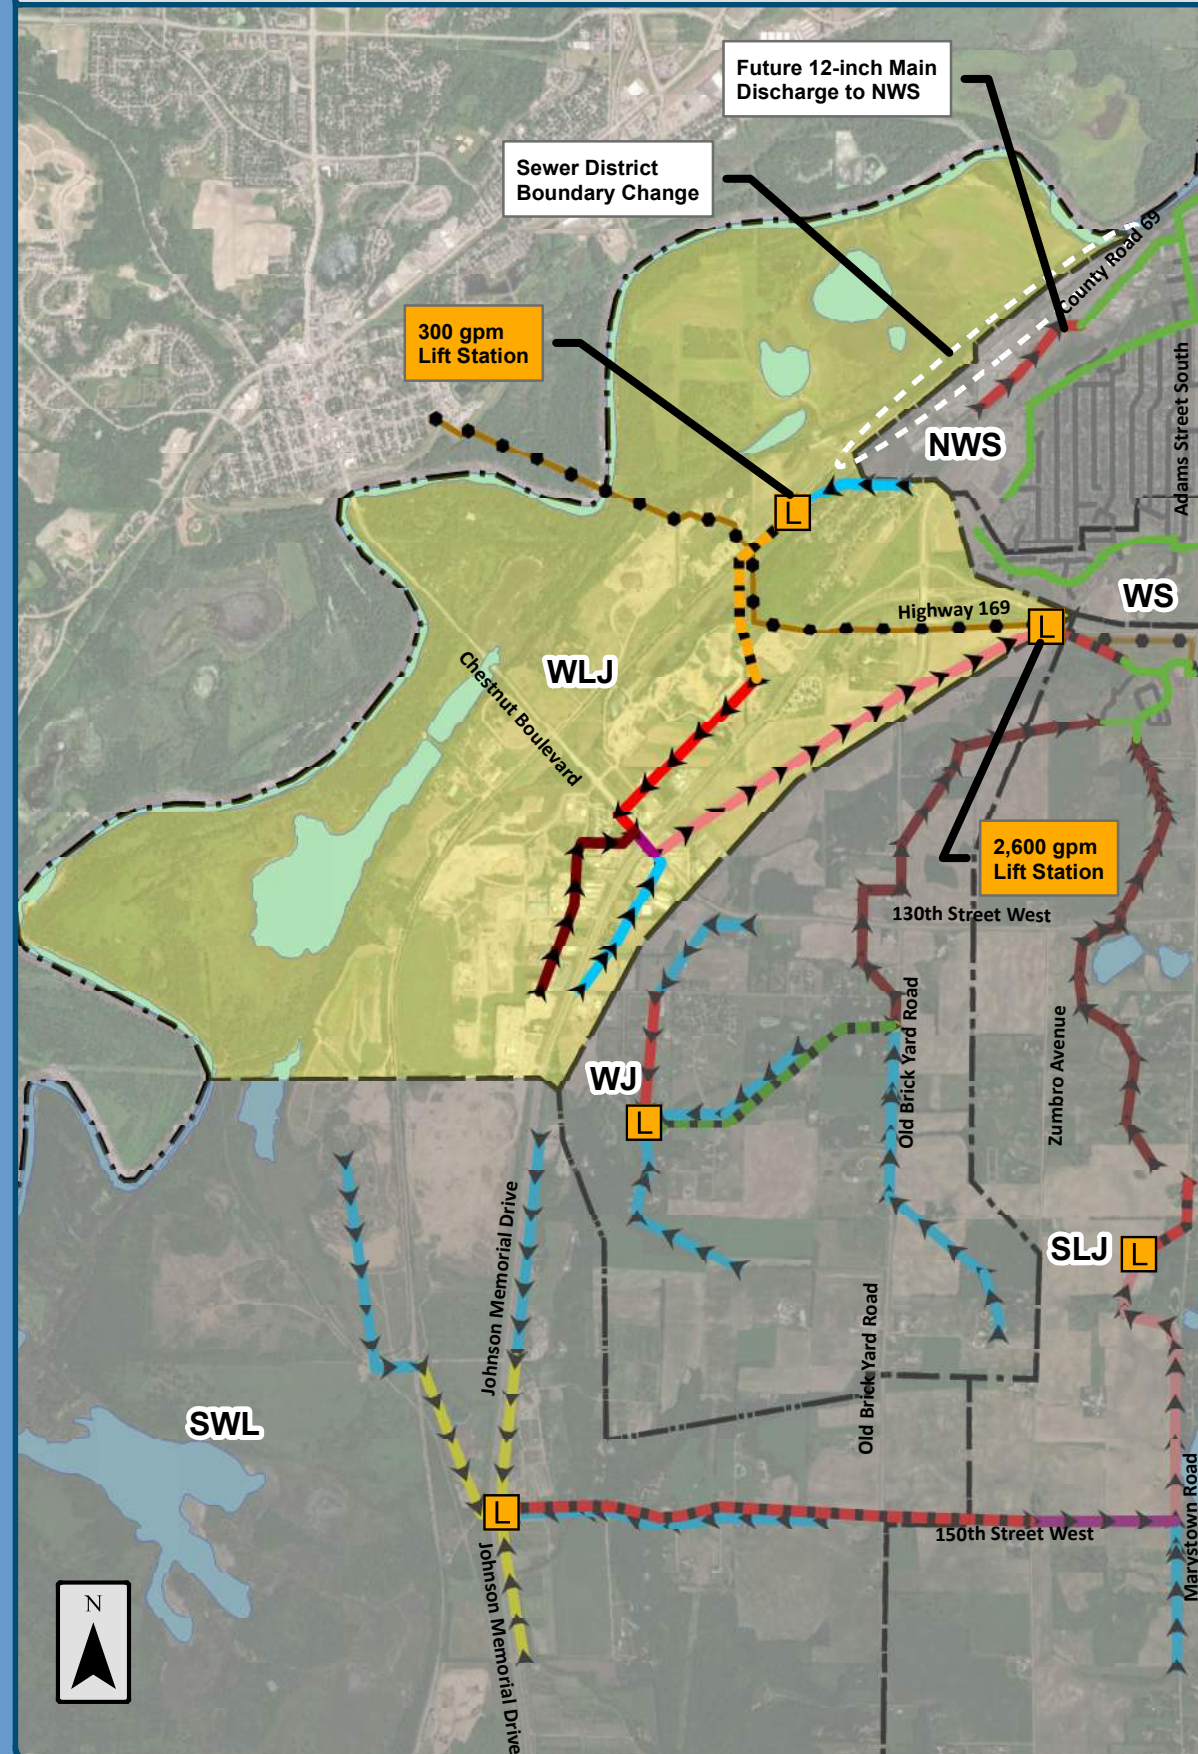 Future 12-inch Main
Discharge to NWS
Sewer District
Boundary Change
County Road 69
300 gpm
Lift Station
Adams Street South
NWS
L
WS
Highway 169
L
WLJ
Chestnut Boulevard
2,600 gpm
Lift Station
130th Street West
Old Brick Yard Road
Zumbro Avenue
WJ
L
Johnson Memorial Drive
SLJ
L
Old Brick Yard Road
SWL
L
150th Street West
Marystown Road
Johnson Memorial Drive
N